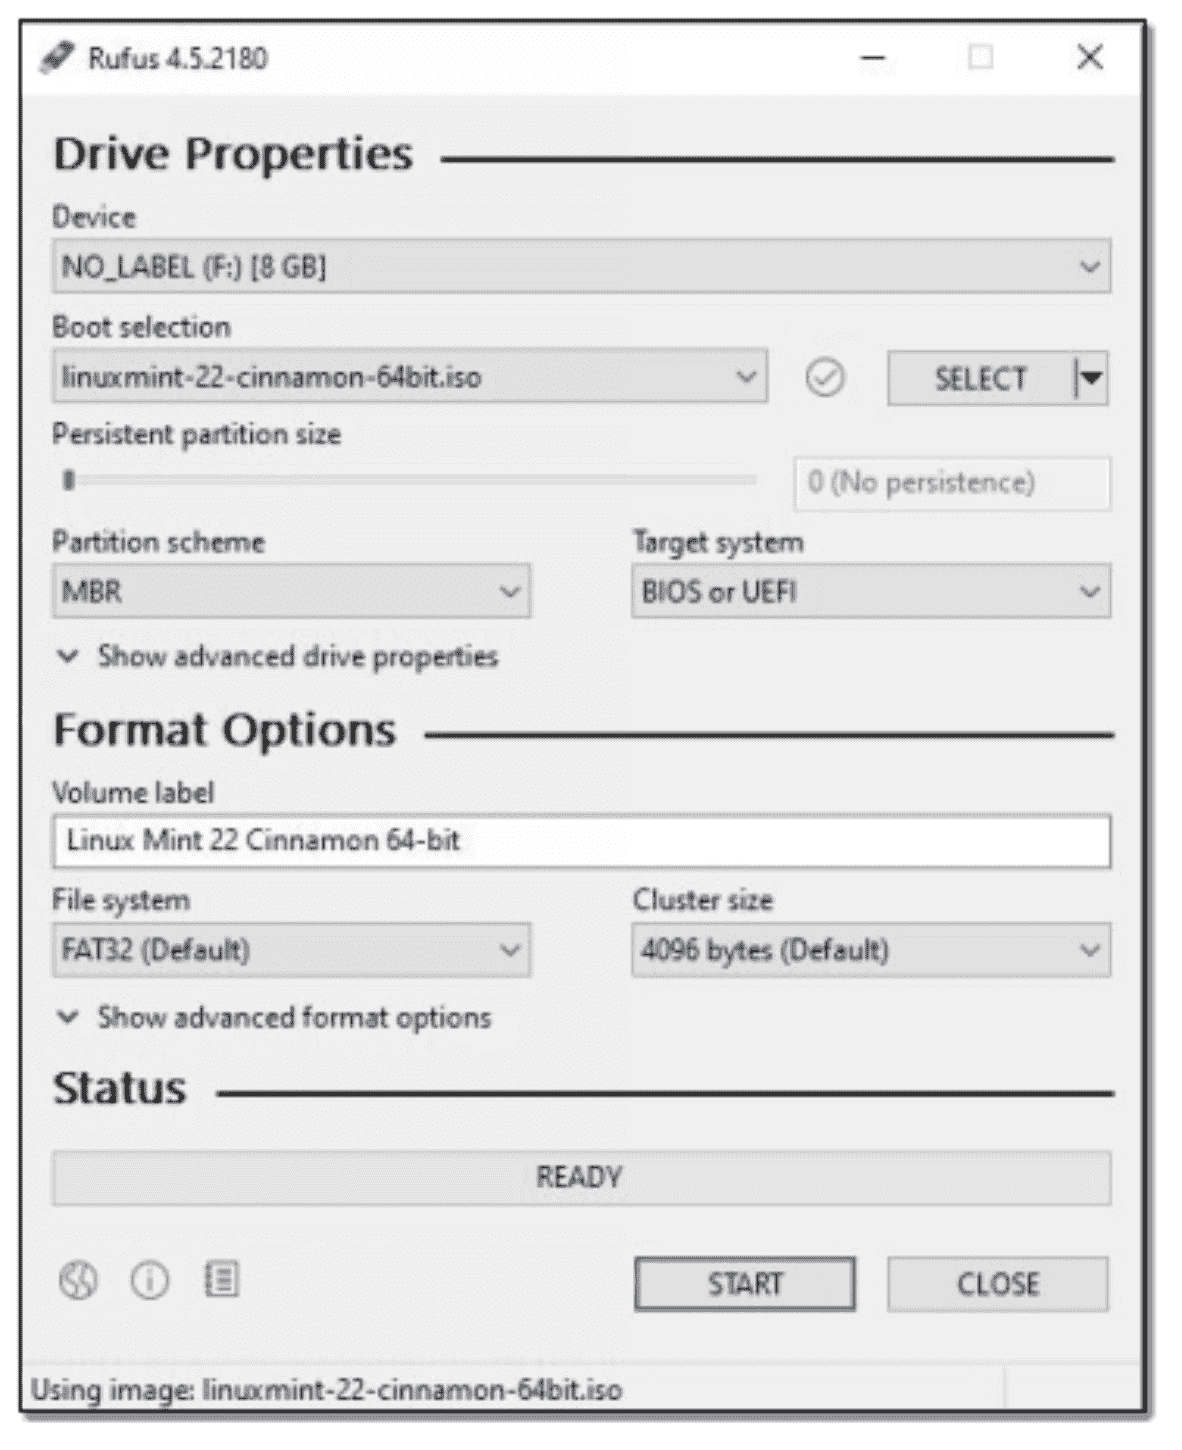 Rufus 4.5.2180
Drive Properties
Device
NO_LABEL (F:) [8 GB]
Boot selection
linuxmint-22-cinnamon-64bit.iso
SELECT
Persistent partition size
0 (No persistence)
Partition scheme
Target system
MBR
BIOS or UEFI
Show advanced drive properties
Format Options
Volume label
Linux Mint 22 Cinnamon 64-bit
File system
Cluster size
FAT32 (Default)
4096 bytes (Default)
Show advanced format options
Status
READY
START
CLOSE
Using image: linuxmint-22-cinnamon-64bit.iso